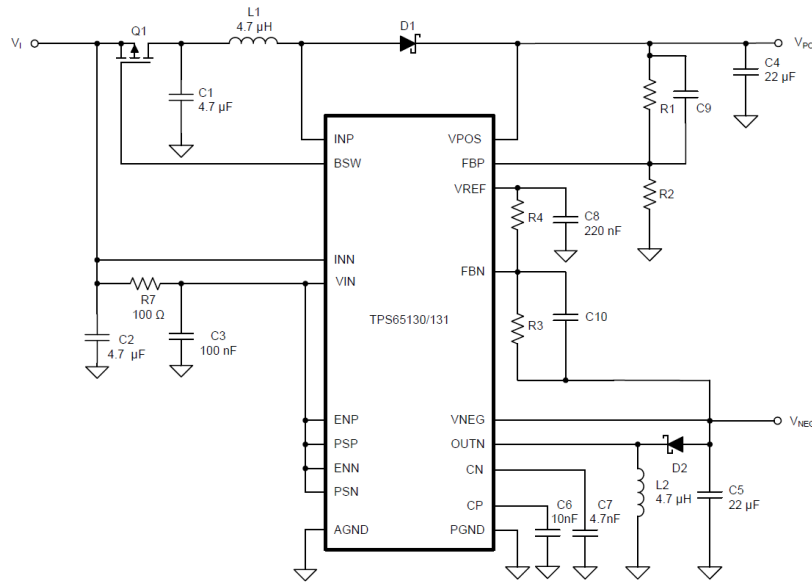 L1
4.7 µH
Q1
D1
V_I
V_PO
C1
4.7 µF
C4
22 µF
R1
C9
INP
VPOS
BSW
FBP
VREF
R2
R4
C8
220 nF
INN
FBN
VIN
R7
100 Ω
TPS65130/131
R3
C10
C2
4.7 µF
C3
100 nF
ENP
VNEG
V_NEG
PSP
OUTN
ENN
CN
D2
PSN
L2
4.7 µH
C5
22 µF
CP
C6
10nF
C7
4.7nF
AGND
PGND